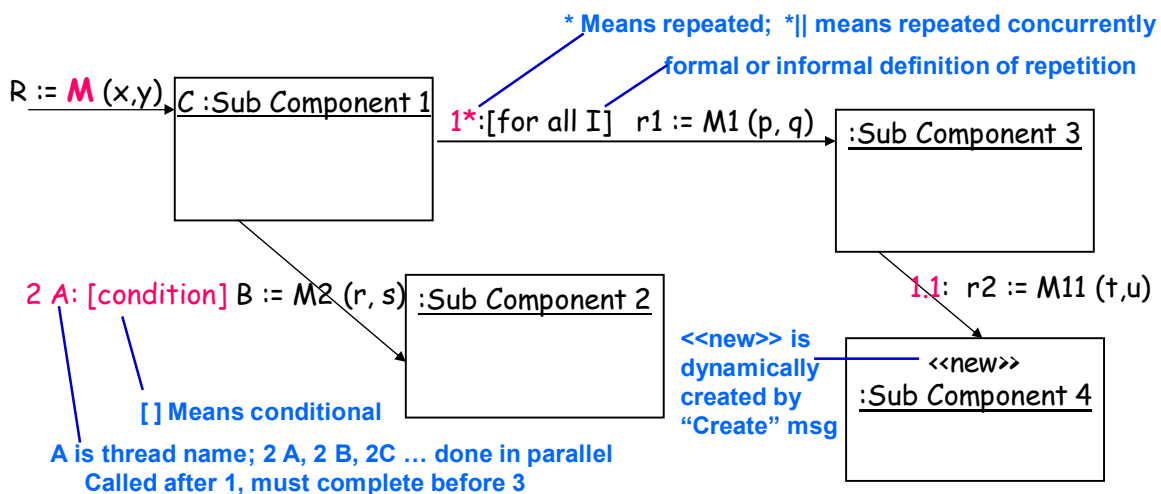 * Means repeated; *|| means repeated concurrently
formal or informal definition of repetition
R := M (x,y)
C :Sub Component 1
1*:[for all I] r1 := M1 (p, q)
:Sub Component 3
2 A: [condition] B := M2 (r, s)
:Sub Component 2
1.1: r2 := M11 (t,u)
<<new>> is
dynamically
created by
“Create” msg
<<new>>
:Sub Component 4
[ ] Means conditional
A is thread name; 2 A, 2 B, 2C … done in parallel
Called after 1, must complete before 3